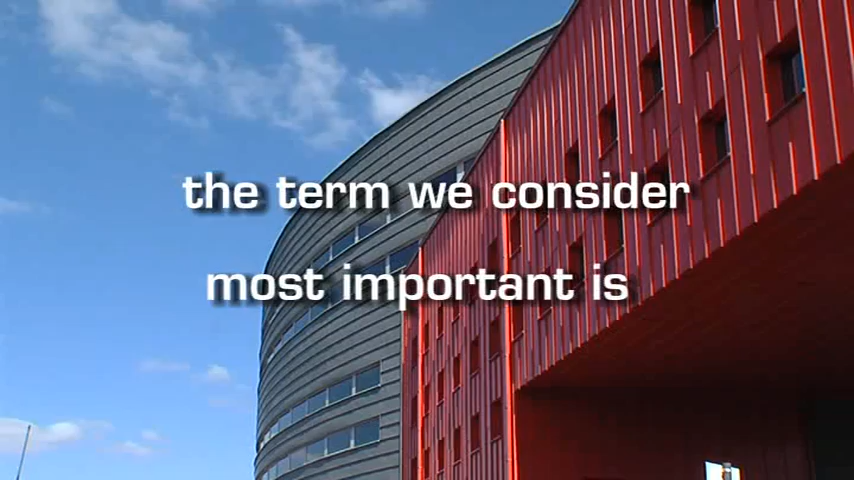 the term we consider
most important is